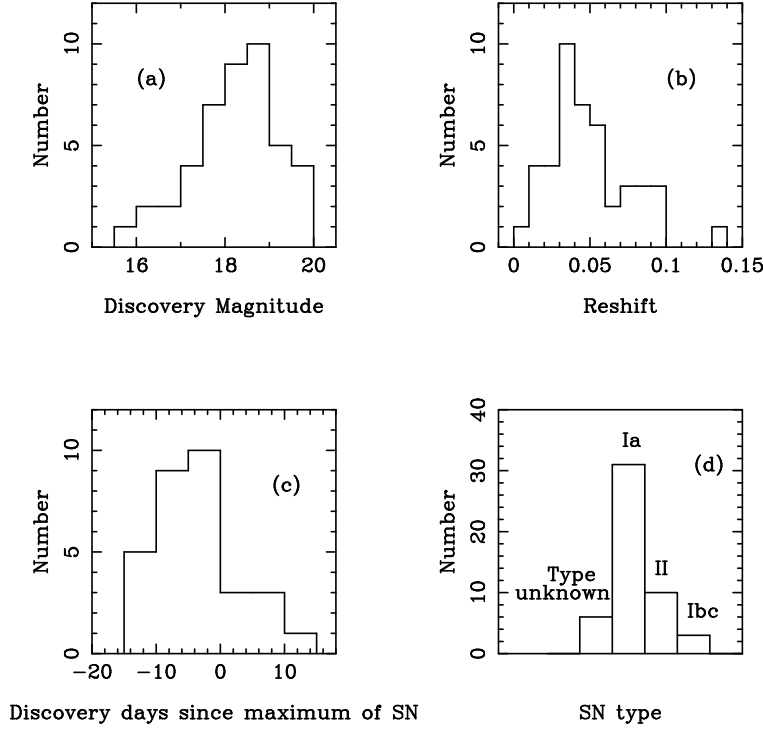 10
5
0
Number
(a)
16
18
20
Discovery Magnitude
10
5
0
Number
(b)
0
0.05
0.1
0.15
Reshift
10
5
0
Number
(c)
−20
−10
0
10
Discovery days since maximum of SN
40
30
20
10
0
Number
Ia
(d)
Type
unknown
II
Ibc
SN type